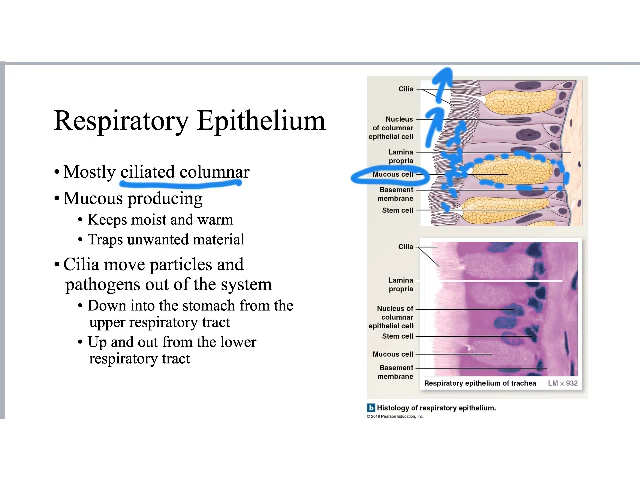 Respiratory Epithelium
• Mostly ciliated columnar
• Mucous producing
• Keeps moist and warm
• Traps unwanted material
• Cilia move particles and
pathogens out of the system
• Down into the stomach from the
upper respiratory tract
• Up and out from the lower
respiratory tract
Cilia
Nucleus
of columnar
epithelial cell
Lamina
propria
Mucous cell
Basement
membrane
Stem cell
Cilia
Lamina
propria
Nucleus of
columnar
epithelial cell
Stem cell
Mucous cell
Basement
membrane
Respiratory epithelium of trachea LM x 932
b Histology of respiratory epithelium.
© 2018 Pearson Education, Inc.